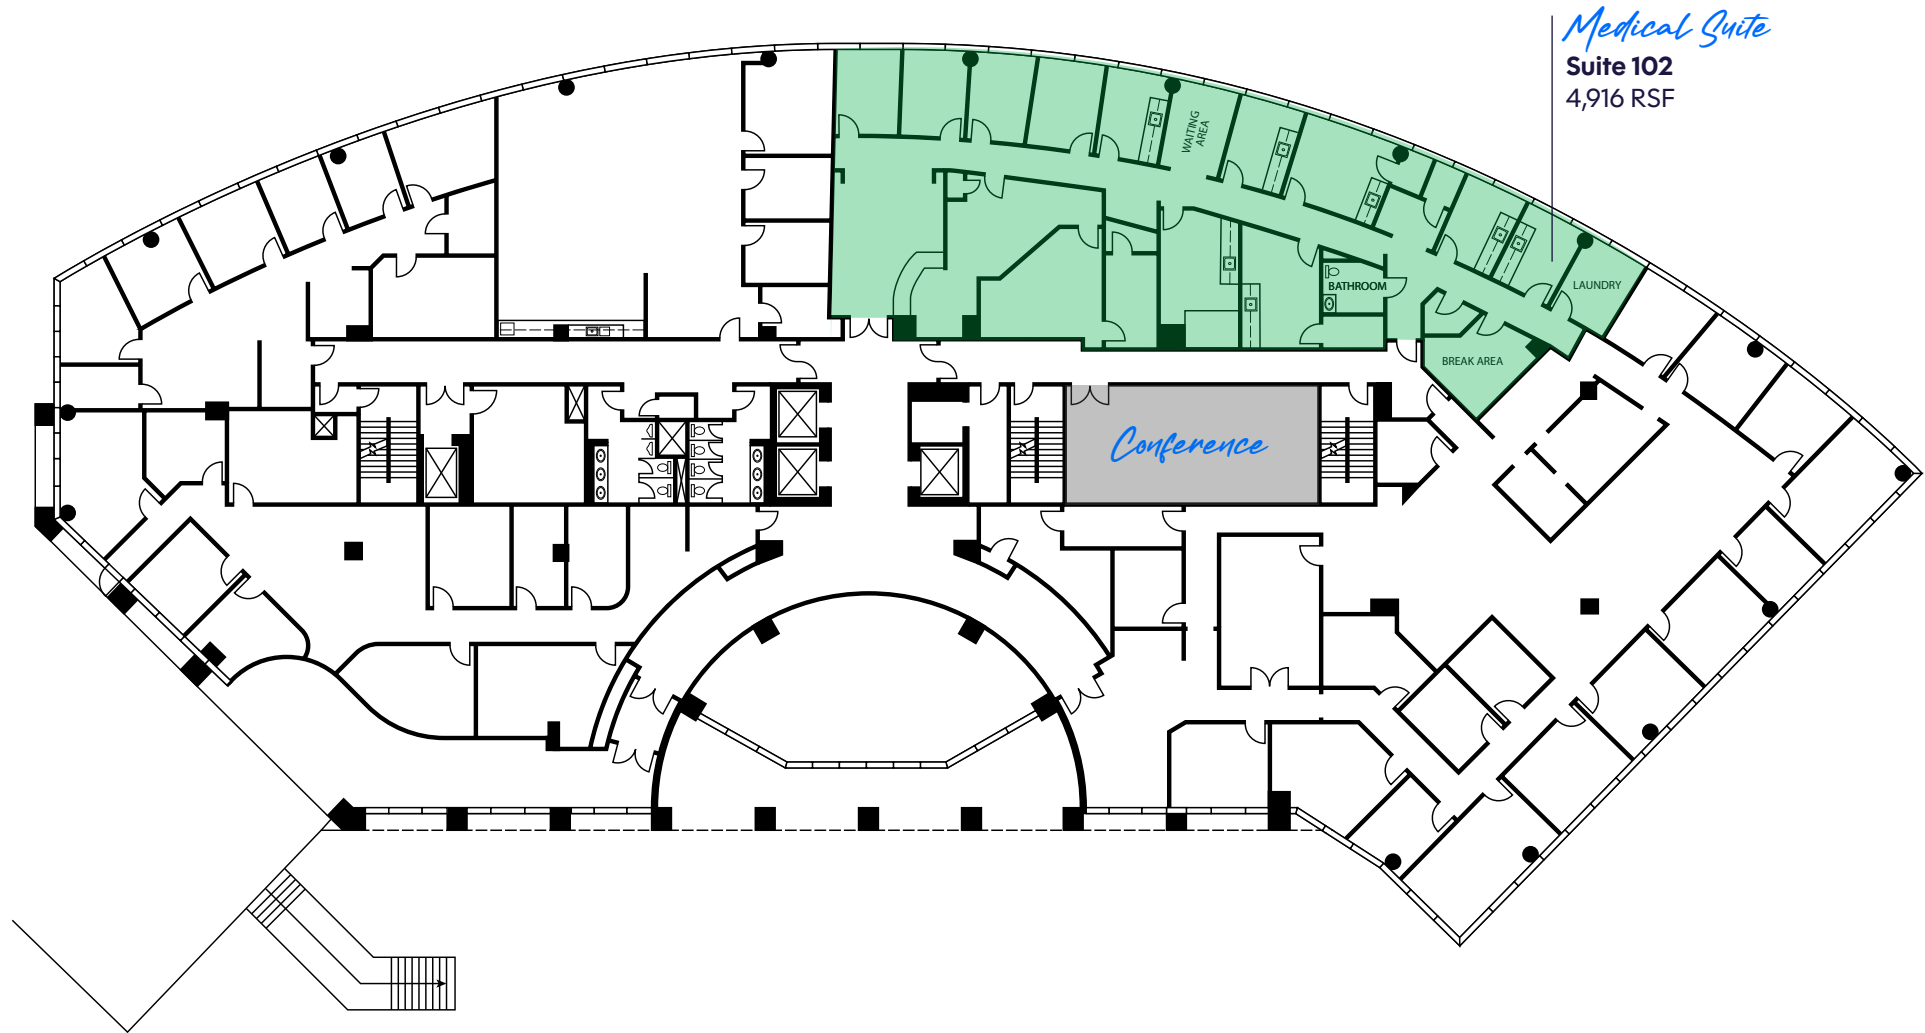 Medical Suite
Suite 102
4,916 RSF
WAITING
AREA
BATHROOM
LAUNDRY
BREAK AREA
Conference